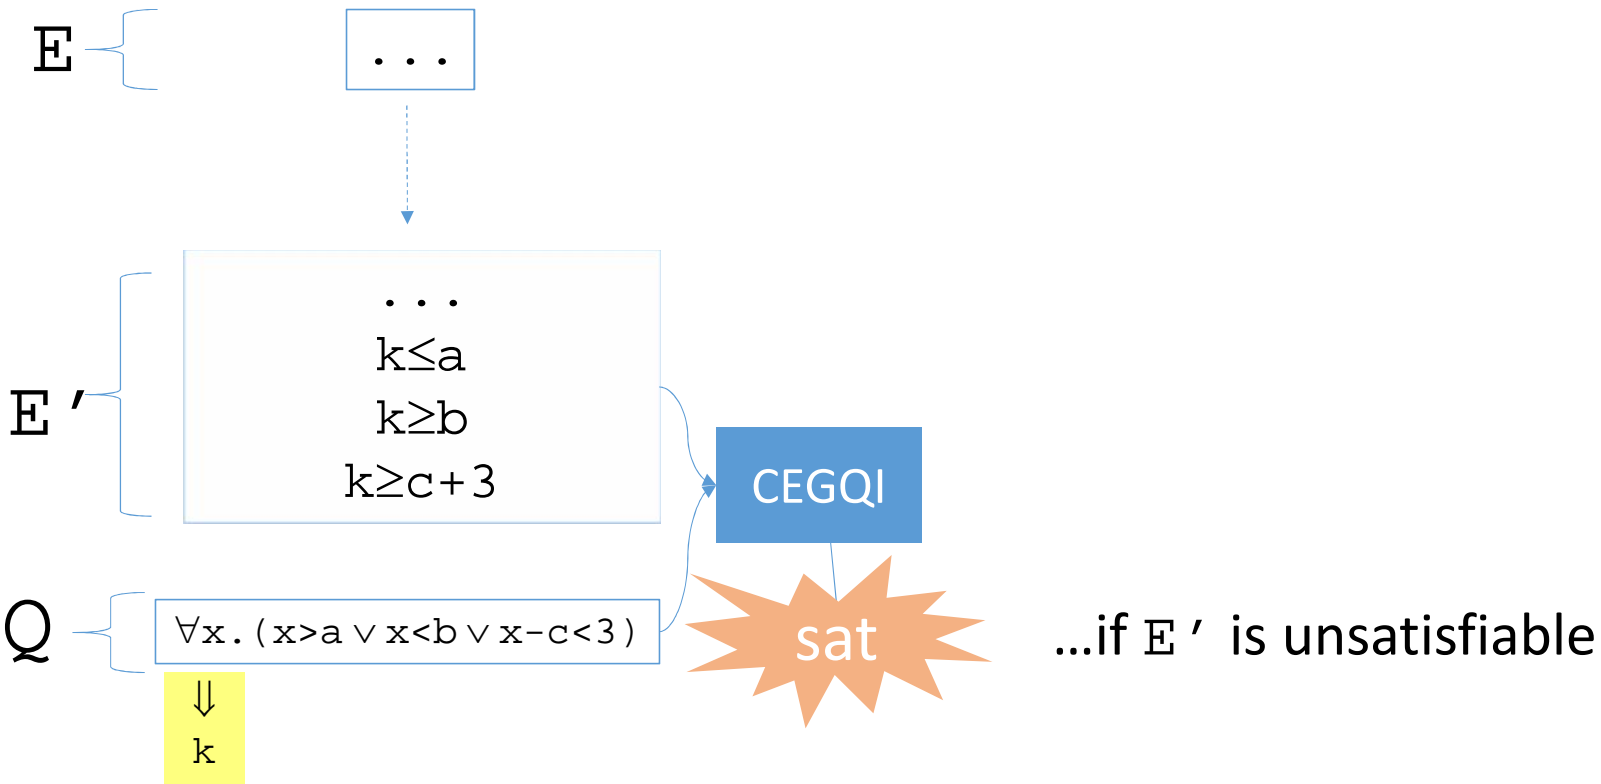 E
...
E'
...
k≤a
k≥b
k≥c+3
CEGQI
Q
∀x.(x>a ∨ x<b ∨ x-c<3)
sat
…if E' is unsatisfiable
⇓
k